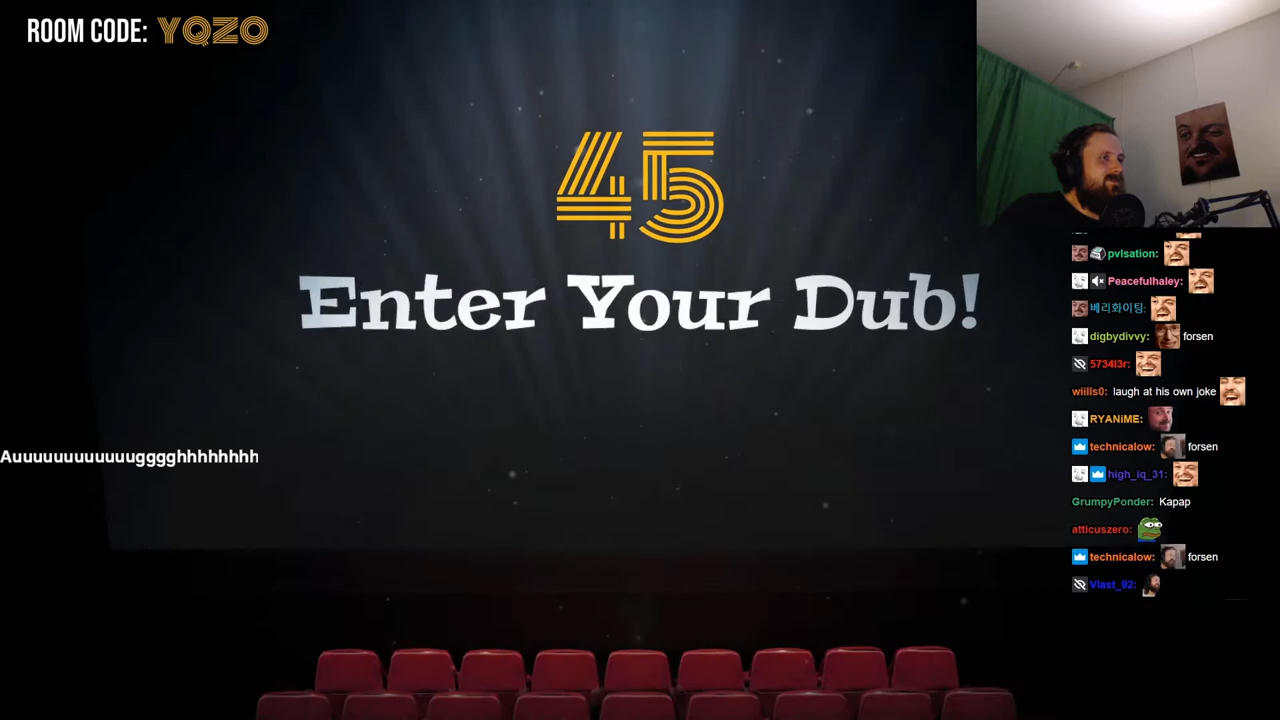 ROOM CODE: YQZO
45
Enter Your Dub!
Auuuuuuuuuuuugggghhhhhhhh
pvlsation:
Peacefulhaley:
베리화이팅:
digbydivvy: forsen
5734l3r:
wiills0: laugh at his own joke
RYANiME:
technicalow: forsen
high_iq_31:
GrumpyPonder: Kapap
atticuszero:
technicalow: forsen
Vlast_92: